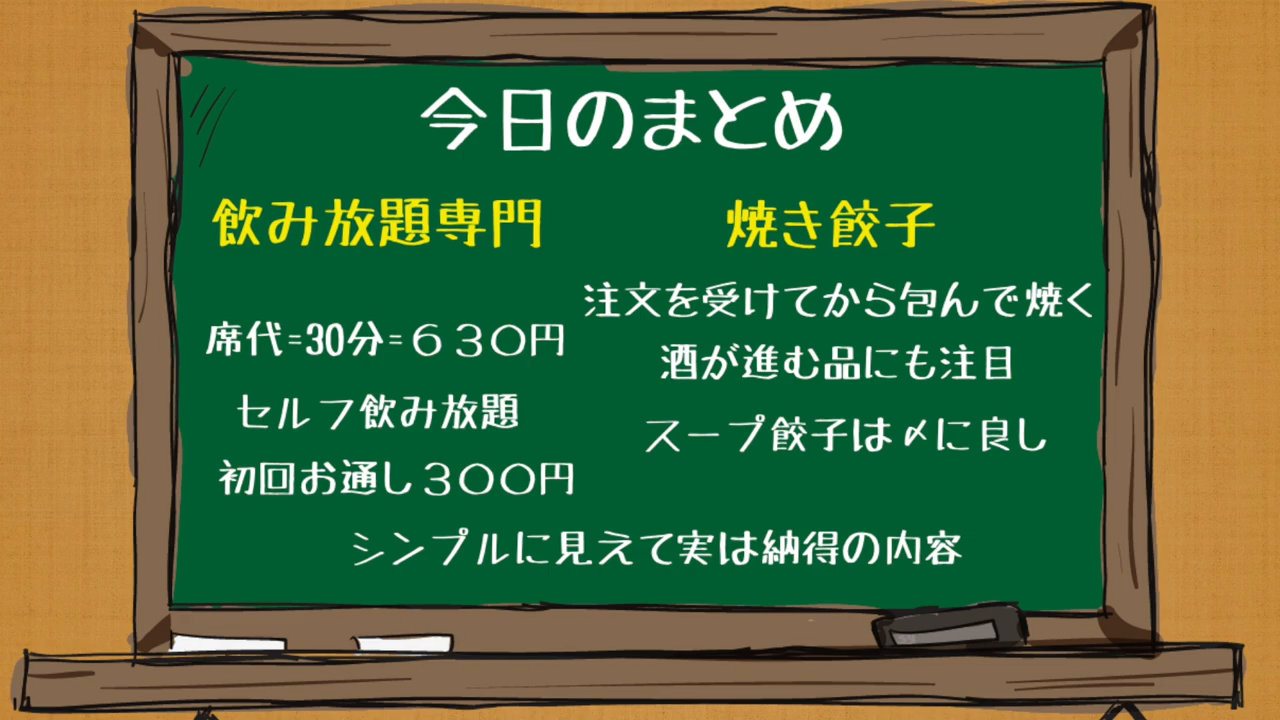 今日のまとめ
飲み放題専門
席代=30分=６３０円
セルフ飲み放題
初回お通し３００円
焼き餃子
注文を受けてから包んで焼く
酒が進む品にも注目
スープ餃子は〆に良し
シンプルに見えて実は納得の内容